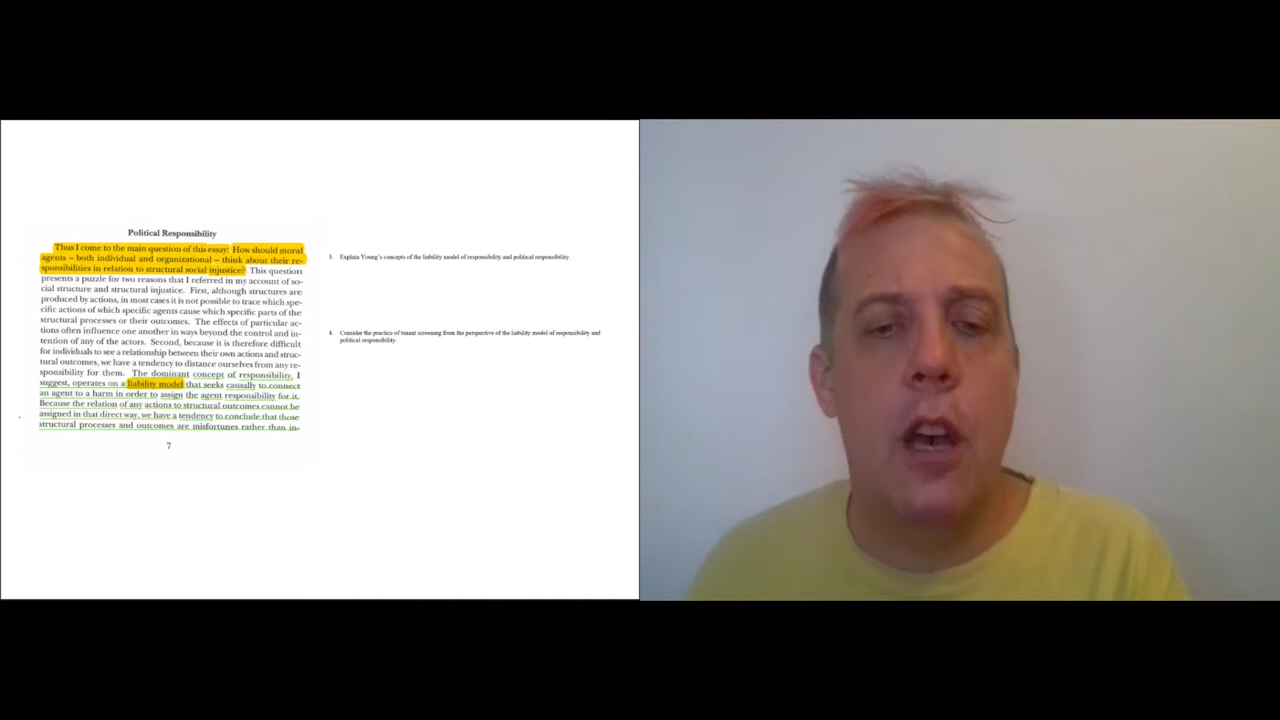 Political Responsibility
Thus I come to the main question of this essay: How should moral
agents – both individual and organizational – think about their re-
sponsibilities in relation to structural social injustice? This question
presents a puzzle for two reasons that I referred in my account of so-
cial structure and structural injustice. First, although structures are
produced by actions, in most cases it is not possible to trace which spe-
cific actions of which specific agents cause which specific parts of the
structural processes or their outcomes. The effects of particular ac-
tions often influence one another in ways beyond the control and in-
tention of any of the actors. Second, because it is therefore difficult
for individuals to see a relationship between their own actions and struc-
tural outcomes, we have a tendency to distance ourselves from any re-
sponsibility for them. The dominant concept of responsibility, I
suggest, operates on a liability model that seeks causally to connect
an agent to a harm in order to assign the agent responsibility for it.
Because the relation of any actions to structural outcomes cannot be
assigned in that direct way, we have a tendency to conclude that those
structural processes and outcomes are misfortunes rather than in-
7
3. Explain Young's concepts of the liability model of responsibility and political responsibility.
4. Consider the practice of tenant screening from the perspective of the liability model of responsibility and
political responsibility.